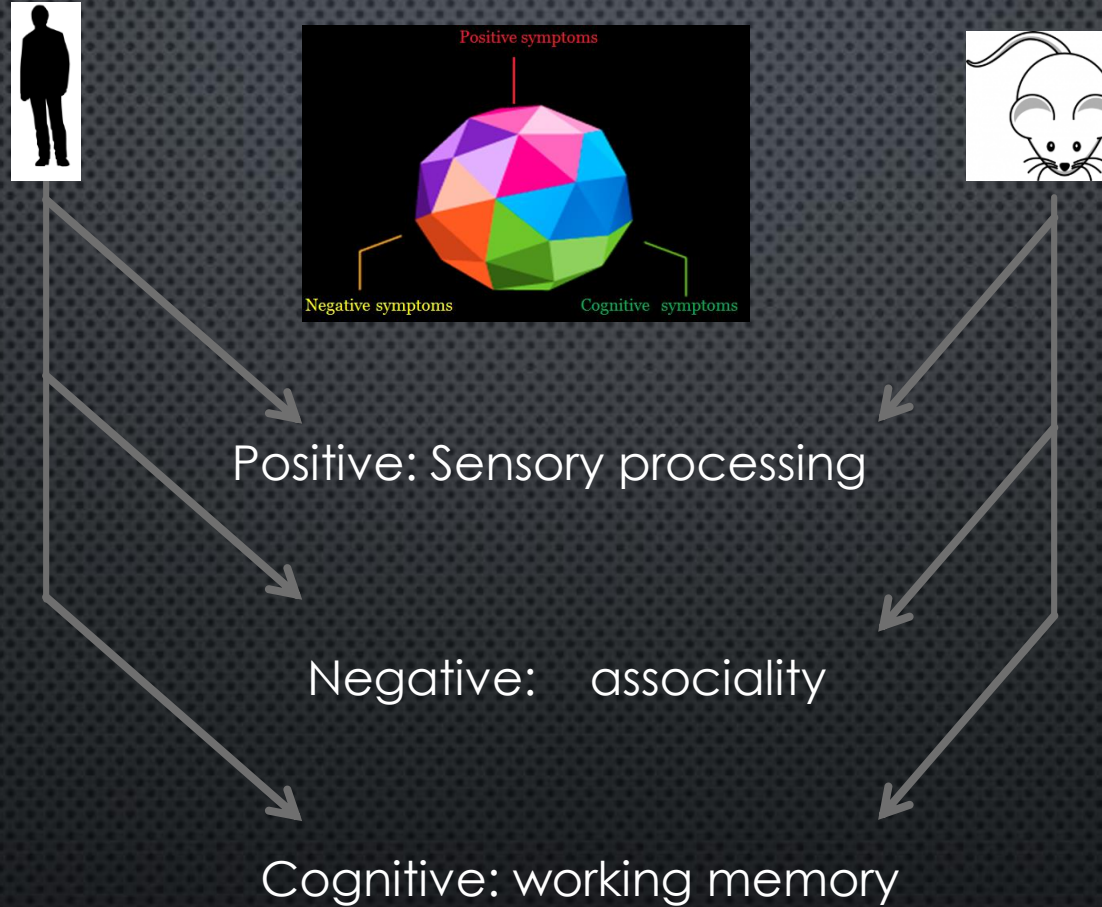 Positive symptoms
Negative symptoms
Cognitive symptoms
Positive: Sensory processing
Negative: associality
Cognitive: working memory